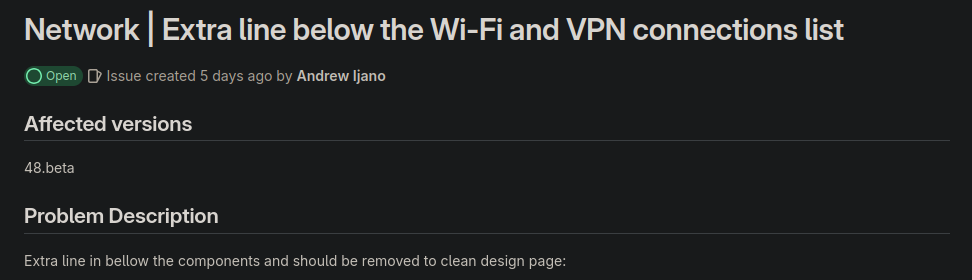 Network | Extra line below the Wi-Fi and VPN connections list
Open Issue created 5 days ago by Andrew Ijano
Affected versions
48.beta
Problem Description
Extra line in bellow the components and should be removed to clean design page: